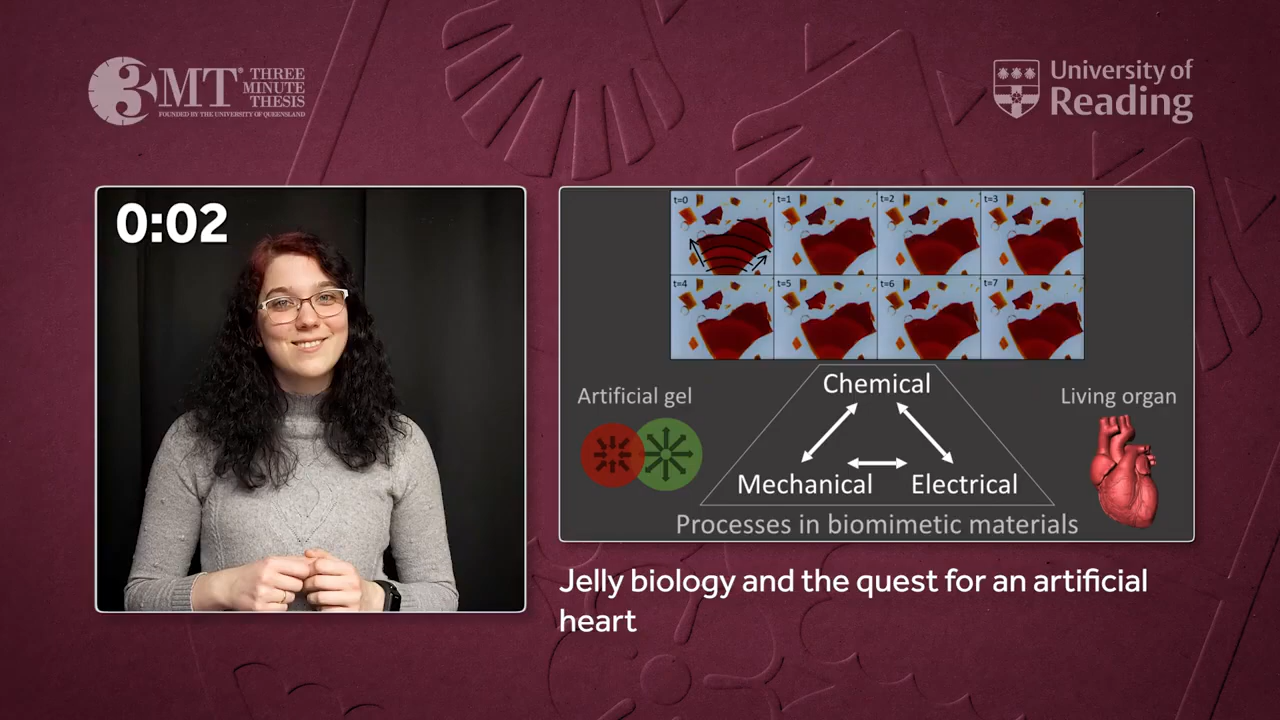 3MT® THREE
MINUTE
THESIS
FOUNDED BY THE UNIVERSITY OF QUEENSLAND
University of
Reading
0:02
t=0
t=1
t=2
t=3
t=4
t=5
t=6
t=7
Chemical
Artificial gel
Living organ
Mechanical
Electrical
Processes in biomimetic materials
Jelly biology and the quest for an artificial
heart